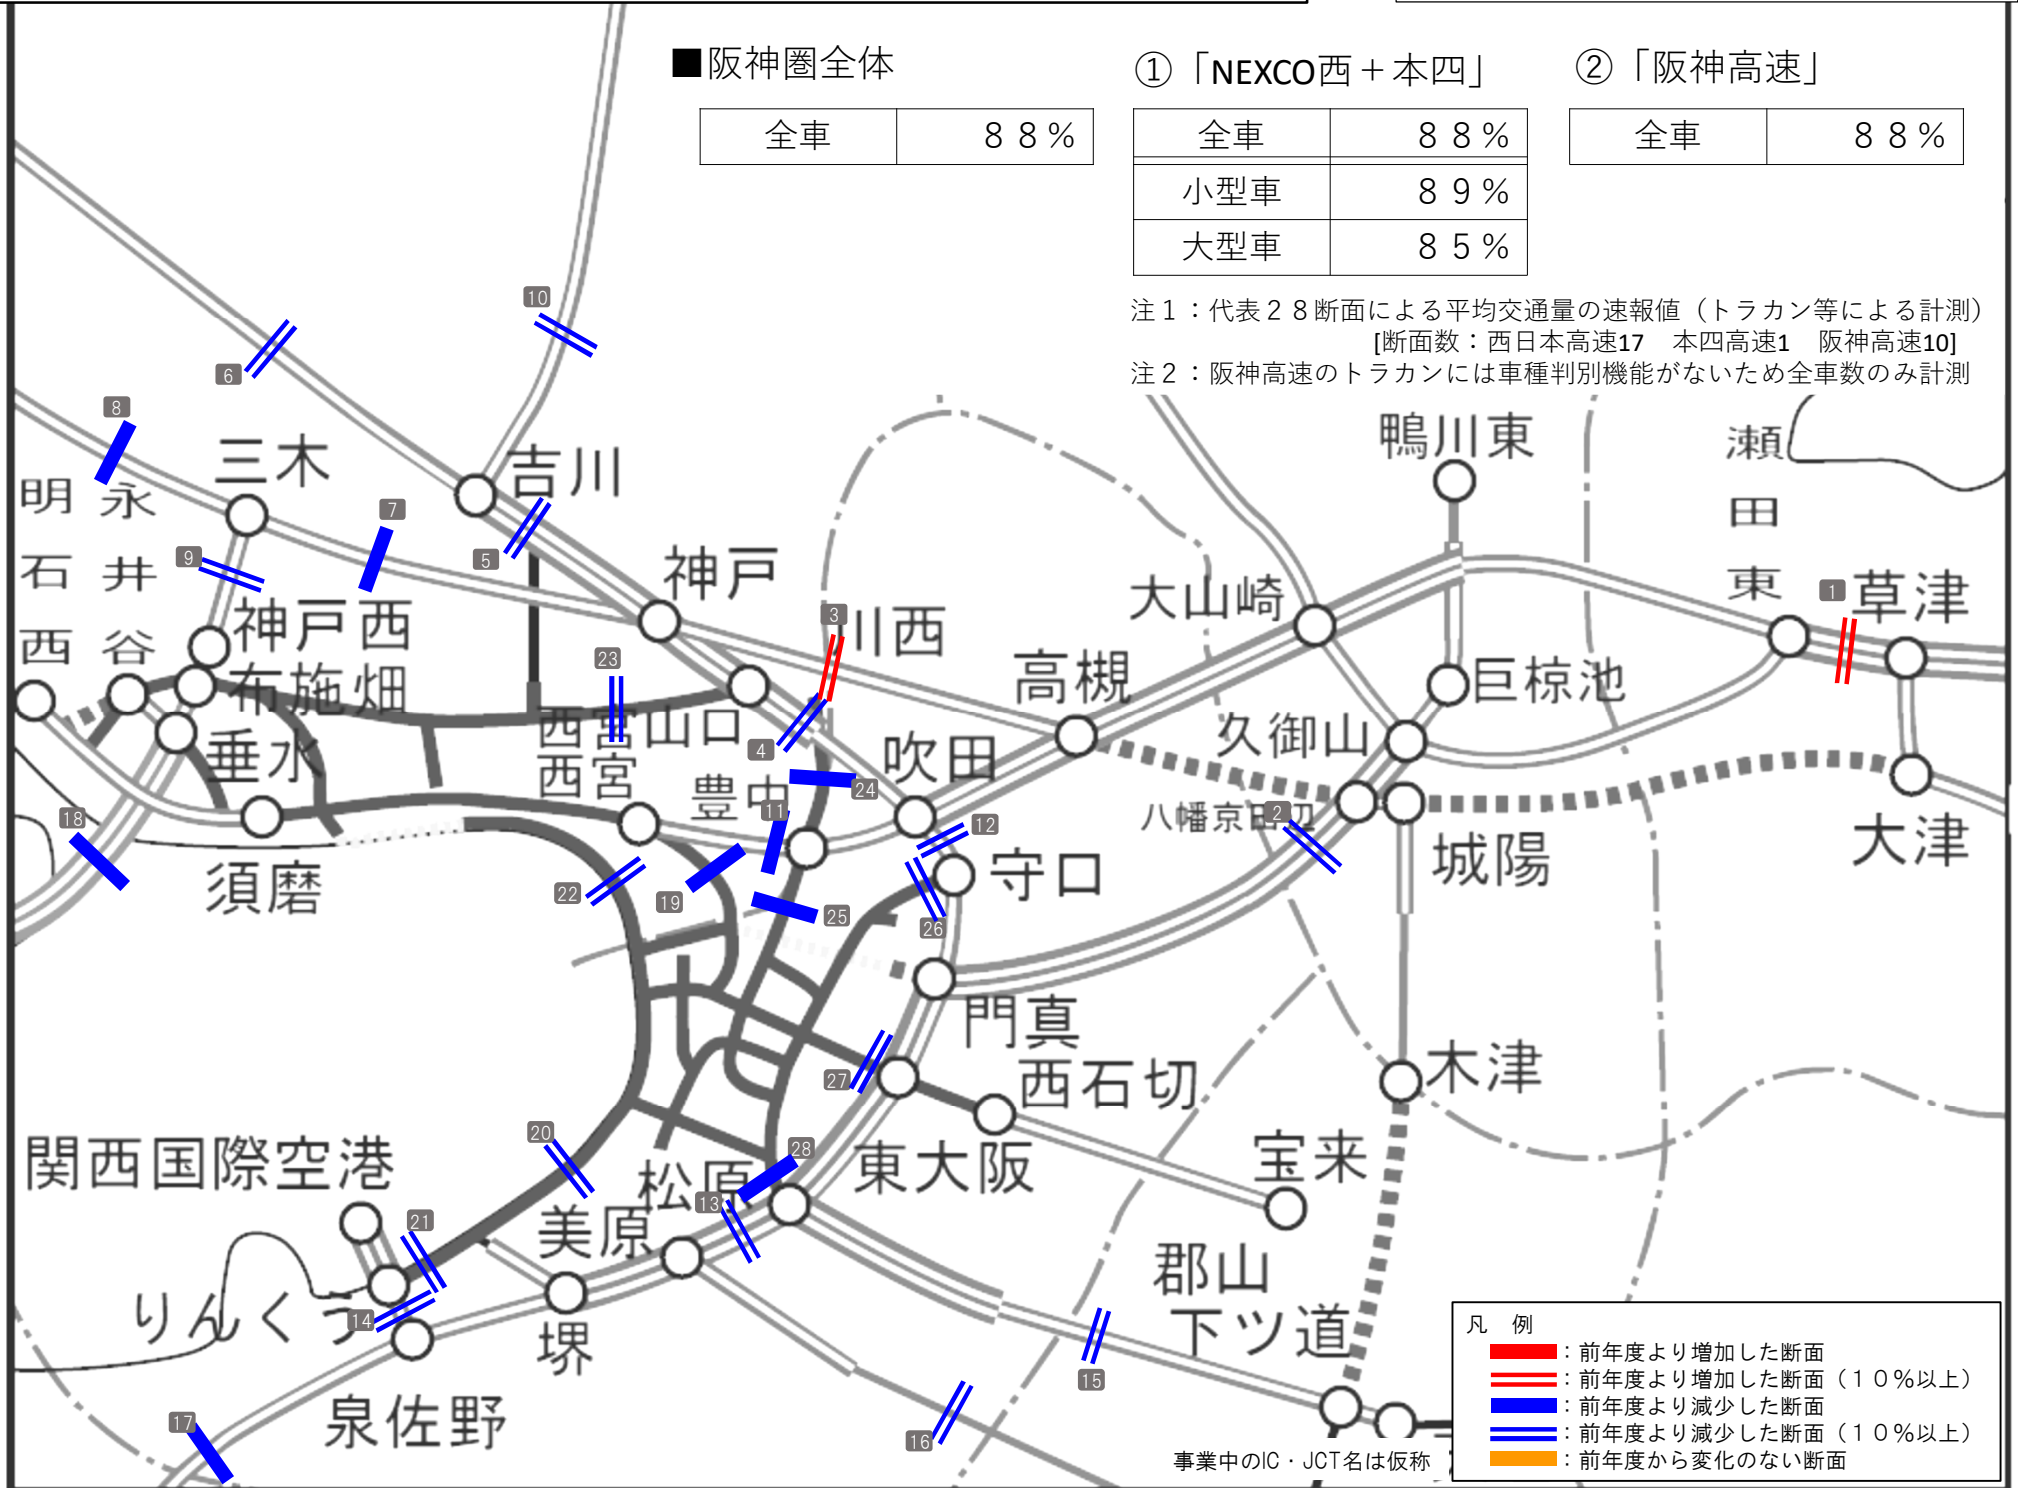 ■阪神圏全体
全車 88%
①「NEXCO西＋本四」
全車 88%
小型車 89%
大型車 85%
②「阪神高速」
全車 88%
注1：代表28断面による平均交通量の速報値（トラカン等による計測）
[断面数：西日本高速17　本四高速1　阪神高速10]
注2：阪神高速のトラカンには車種判別機能がないため全車数のみ計測
10
6
8
三木
吉川
鴨川東
瀬田東
明石西
永井谷
7
5
9
神戸
神戸西
布施畑
大山崎
1
草津
3
川西
23
高槻
巨椋池
西宮山口
西宮
4
久御山
垂水
吹田
豊中
24
11
12
八幡京田辺
2
18
須磨
22
19
25
守口
26
城陽
大津
門真
27
西石切
木津
20
28
東大阪
宝来
関西国際空港
松原
13
21
美原
りんくう
14
堺
郡山
下ツ道
15
16
17
泉佐野
事業中のIC・JCT名は仮称
凡　例
：前年度より増加した断面
：前年度より増加した断面（１０％以上）
：前年度より減少した断面
：前年度より減少した断面（１０％以上）
：前年度から変化のない断面